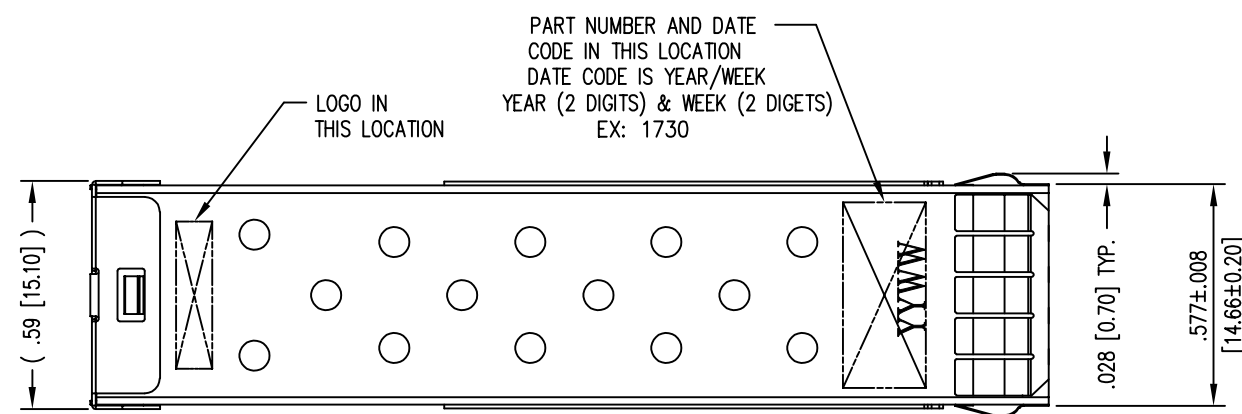 PART NUMBER AND DATE
CODE IN THIS LOCATION
DATE CODE IS YEAR/WEEK
YEAR (2 DIGITS) & WEEK (2 DIGETS)
EX: 1730
LOGO IN
THIS LOCATION
( .59 [15.10] )
YYWW
.028 [0.70] TYP.
.577±.008
[14.66±0.20]